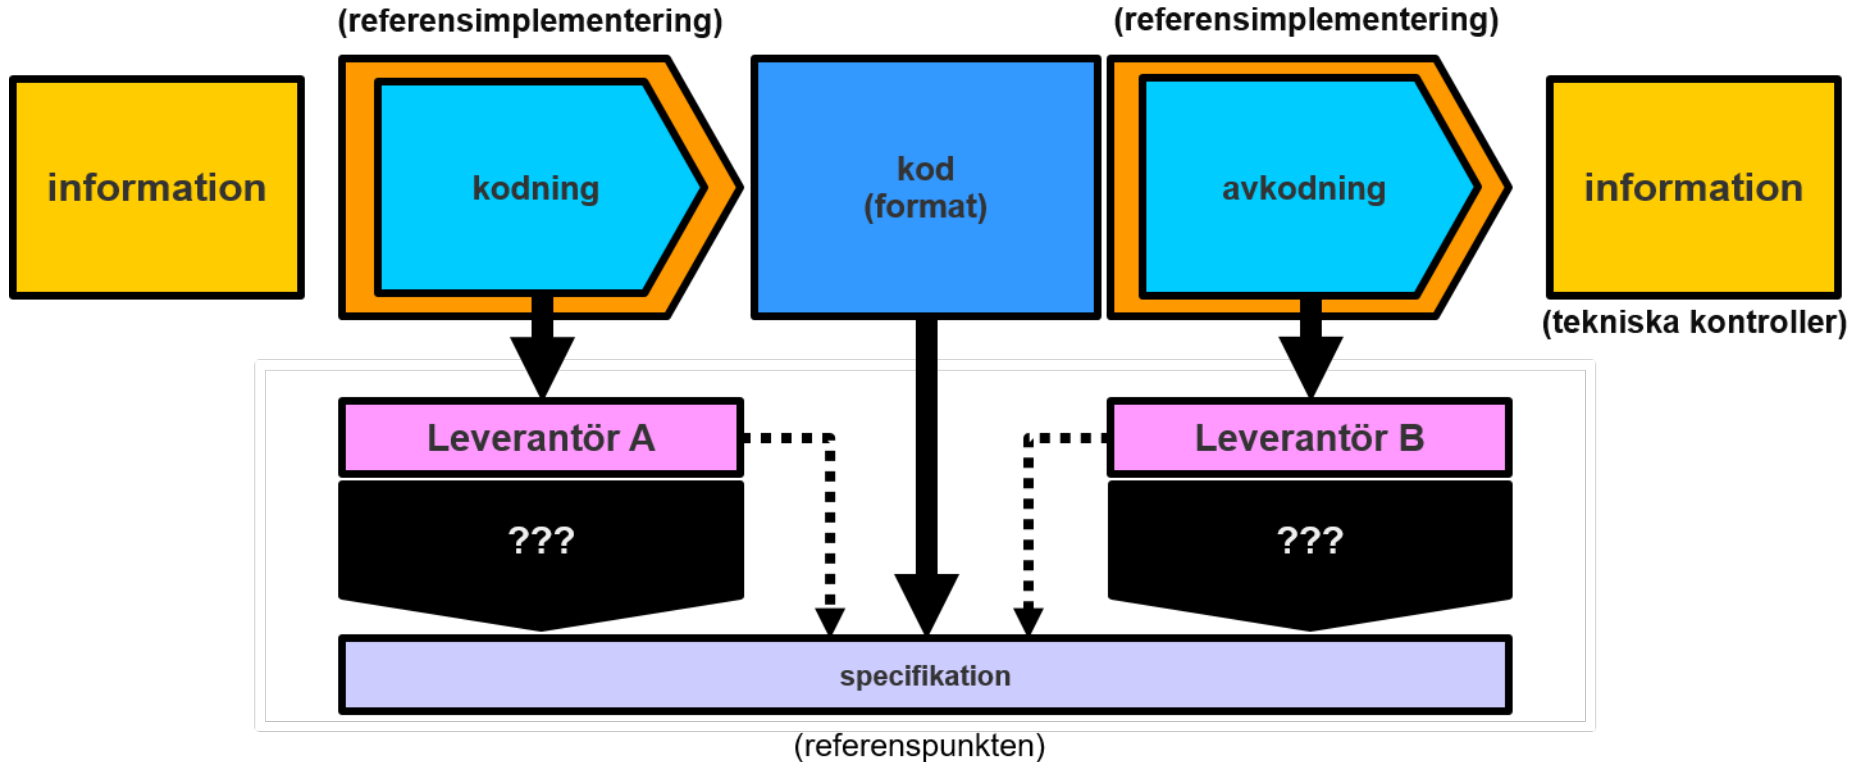 (referensimplementering)
(referensimplementering)
information
kodning
kod
(format)
avkodning
information
(tekniska kontroller)
Leverantör A
Leverantör B
???
???
specifikation
(referenspunkten)